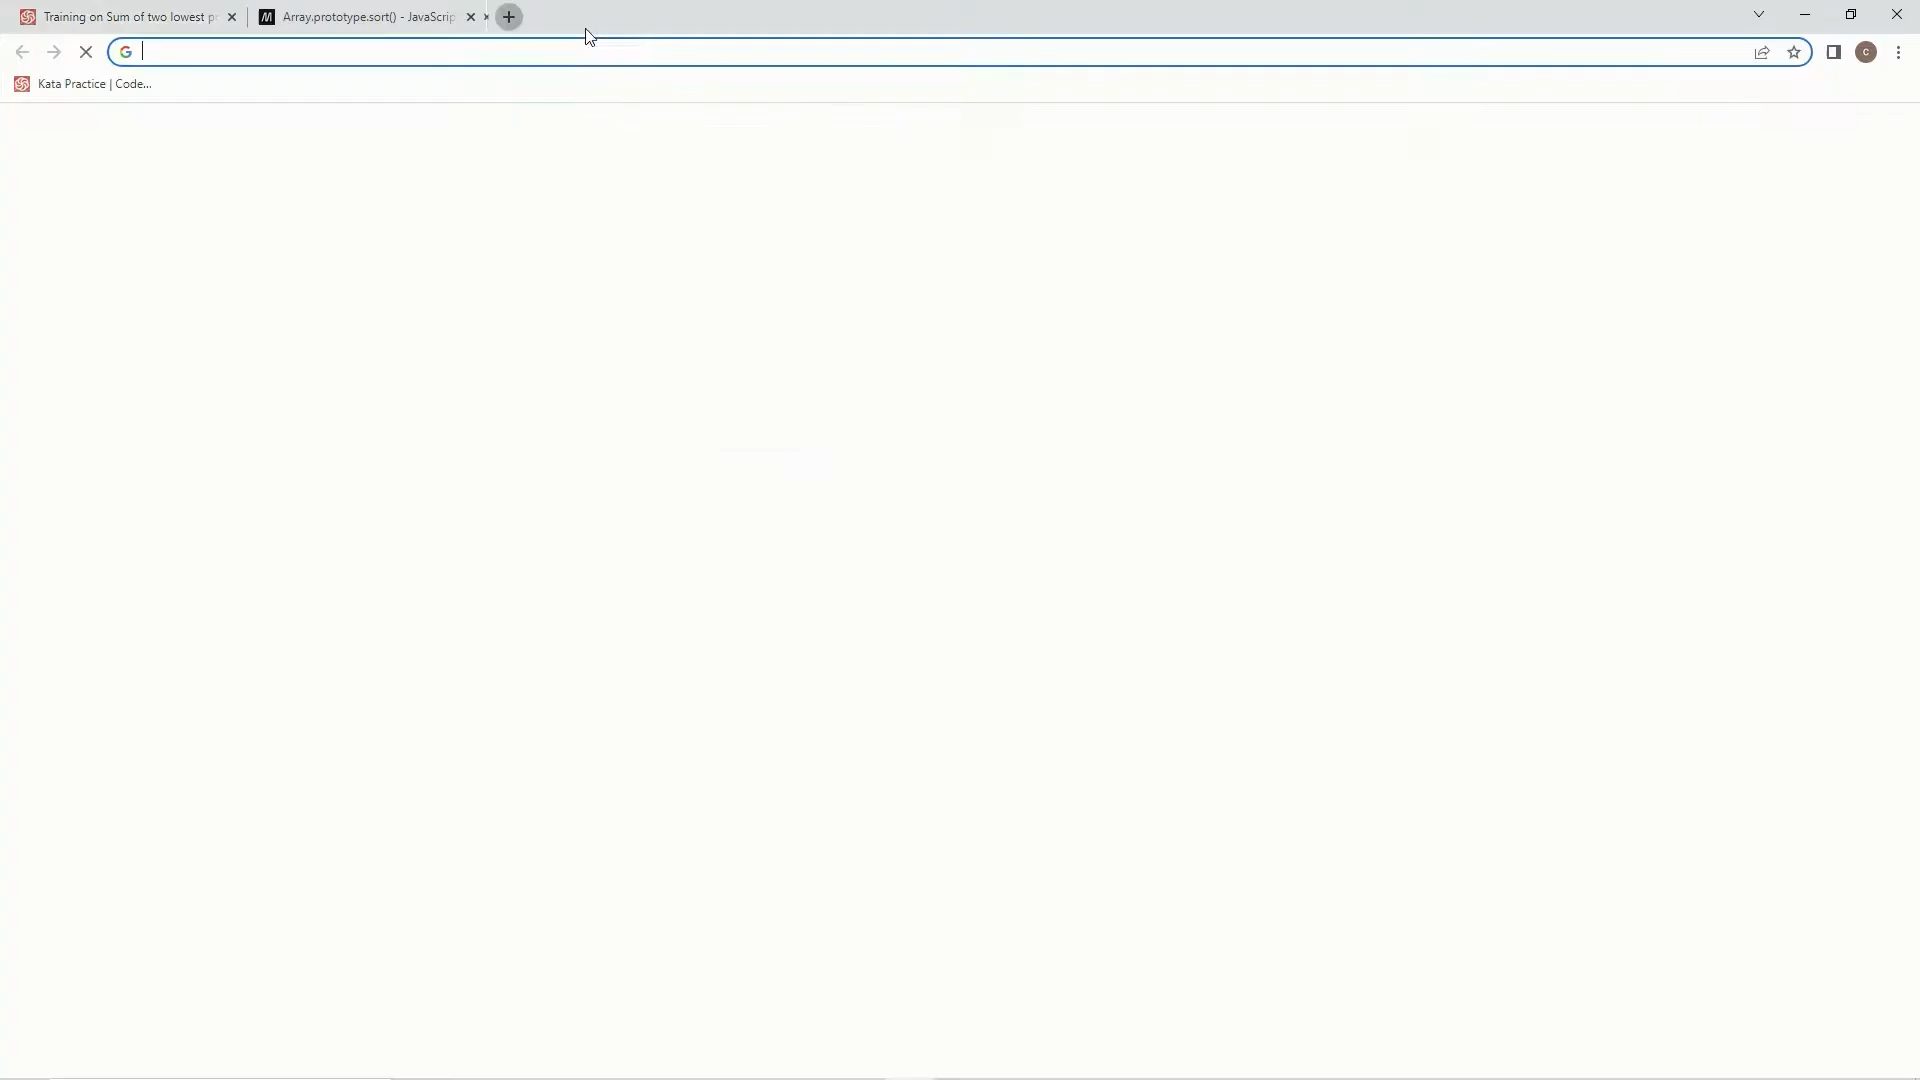 Training on Sum of two lowest p
Array.prototype.sort() - JavaScrip
G
C
Kata Practice | Code...